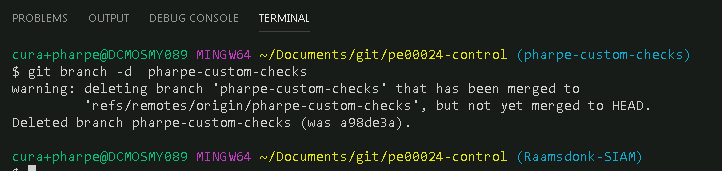 PROBLEMS OUTPUT DEBUG CONSOLE TERMINAL
cura+pharpe@DCMOSMY089 MINGW64 ~/Documents/git/pe00024-control (pharpe-custom-checks)
$ git branch -d  pharpe-custom-checks
warning: deleting branch 'pharpe-custom-checks' that has been merged to
         'refs/remotes/origin/pharpe-custom-checks', but not yet merged to HEAD.
Deleted branch pharpe-custom-checks (was a98de3a).
cura+pharpe@DCMOSMY089 MINGW64 ~/Documents/git/pe00024-control (Raamsdonk-SIAM)
$